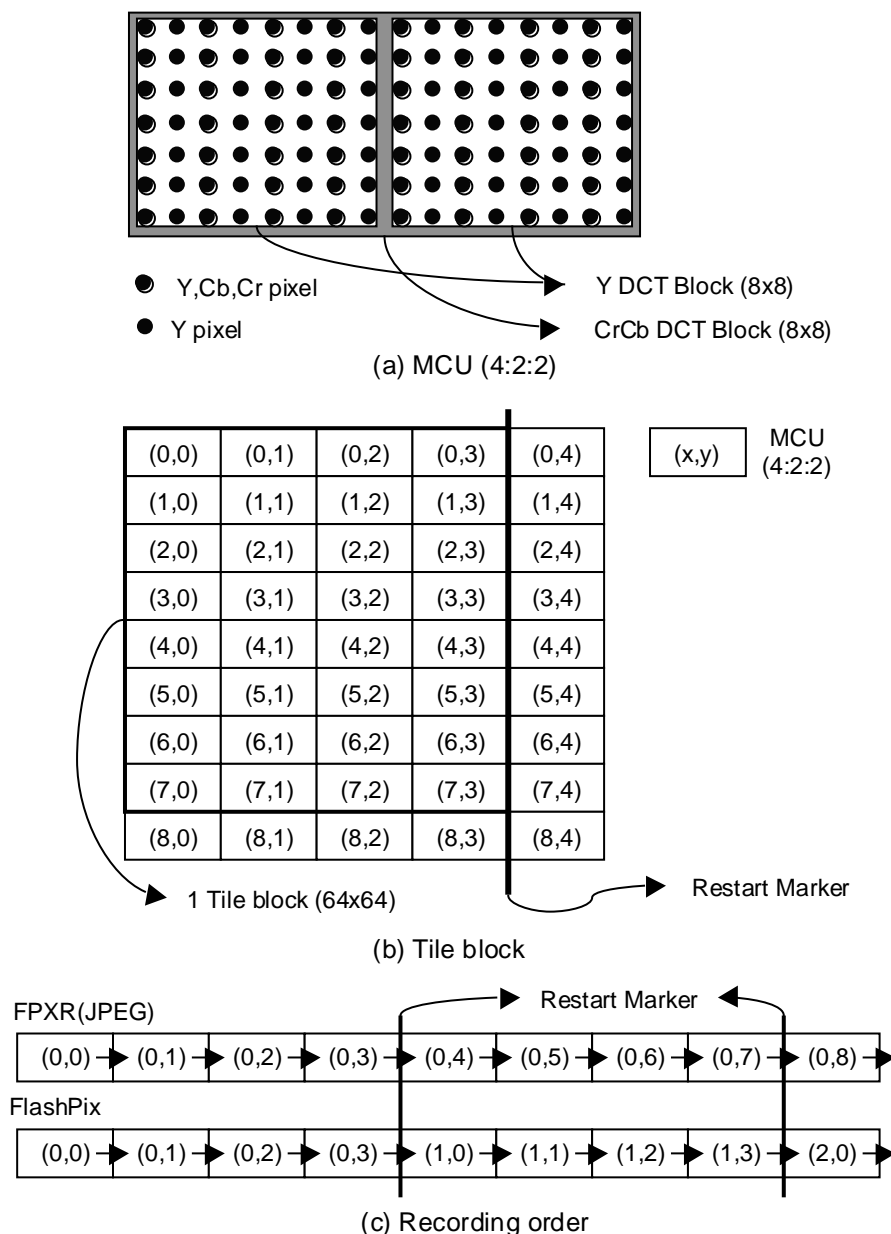 Y,Cb,Cr pixel Y DCT Block (8x8)
Y pixel CrCb DCT Block (8x8)
(a) MCU (4:2:2)
(0,0) (0,1) (0,2) (0,3) (0,4) (x,y) MCU
(4:2:2)
(1,0) (1,1) (1,2) (1,3) (1,4)
(2,0) (2,1) (2,2) (2,3) (2,4)
(3,0) (3,1) (3,2) (3,3) (3,4)
(4,0) (4,1) (4,2) (4,3) (4,4)
(5,0) (5,1) (5,2) (5,3) (5,4)
(6,0) (6,1) (6,2) (6,3) (6,4)
(7,0) (7,1) (7,2) (7,3) (7,4)
(8,0) (8,1) (8,2) (8,3) (8,4)
1 Tile block (64x64) Restart Marker
(b) Tile block
Restart Marker
FPXR(JPEG)
(0,0) (0,1) (0,2) (0,3) (0,4) (0,5) (0,6) (0,7) (0,8)
FlashPix
(0,0) (0,1) (0,2) (0,3) (1,0) (1,1) (1,2) (1,3) (2,0)
(c) Recording order